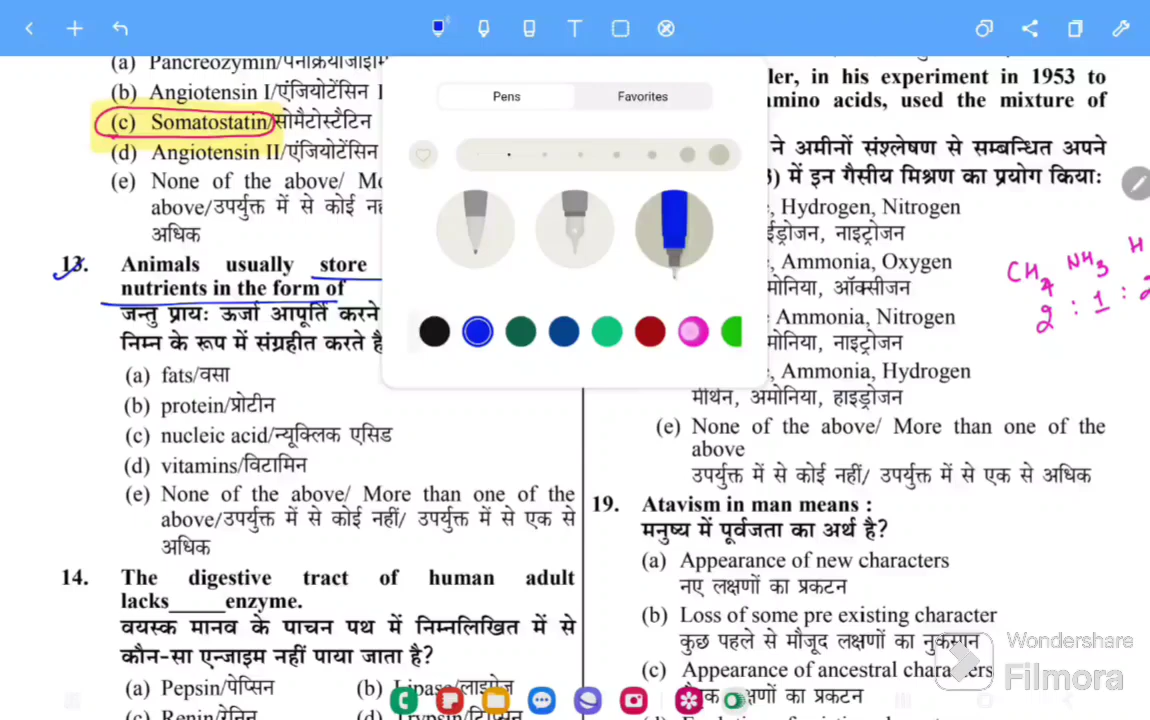 (a) Pancreozymin/
(b) Angiotensin I/एंजियोटेंसिन
(c) Somatostatin/सोमैटोस्टैटिन
(d) Angiotensin II/एंजियोटेंसिन
(e) None of the above/
above/उपर्युक्त में से कोई
अधिक
13. Animals usually store
nutrients in the form of
जन्तु प्रायः ऊर्जा आपूर्ति करने
निम्न के रूप में संग्रहीत करते
(a) fats/वसा
(b) protein/प्रोटीन
(c) nucleic acid/न्यूक्लिक एसिड
(d) vitamins/विटामिन
(e) None of the above/ More than one of the
above/उपर्युक्त में से कोई नहीं/ उपर्युक्त में से एक से
अधिक
14. The digestive tract of human adult
lacks_____enzyme.
वयस्क मानव के पाचन पथ में निम्नलिखित में से
कौन-सा एन्जाइम नहीं पाया जाता है?
(a) Pepsin/पेप्सिन (b) Lipase/लाइपेज
(c) Renin/रेनिन (d) Trypsin/ट्रिप्सिन
Pens Favorites
ler, in his experiment in 1953 to
amino acids, used the mixture of
ने अमीनों संश्लेषण से सम्बन्धित अपने
में इन गैसीय मिश्रण का प्रयोग किया:
, Hydrogen, Nitrogen
नाइट्रोजन
, Ammonia, Oxygen
ऑक्सीजन
, Ammonia, Nitrogen
नाइट्रोजन
, Ammonia, Hydrogen
मीथेन, अमोनिया, हाइड्रोजन
(e) None of the above/ More than one of the
above
उपर्युक्त में से कोई नहीं/ उपर्युक्त में से एक से अधिक
CH4 NH3 H
2 : 1 : 2
19. Atavism in man means :
मनुष्य में पूर्वजता का अर्थ है?
(a) Appearance of new characters
नए लक्षणों का प्रकटन
(b) Loss of some pre existing character
कुछ पहले से मौजूद लक्षणों का नुकसान
(c) Appearance of ancestral characters
लक्षणों का प्रकटन
Wondershare
Filmora